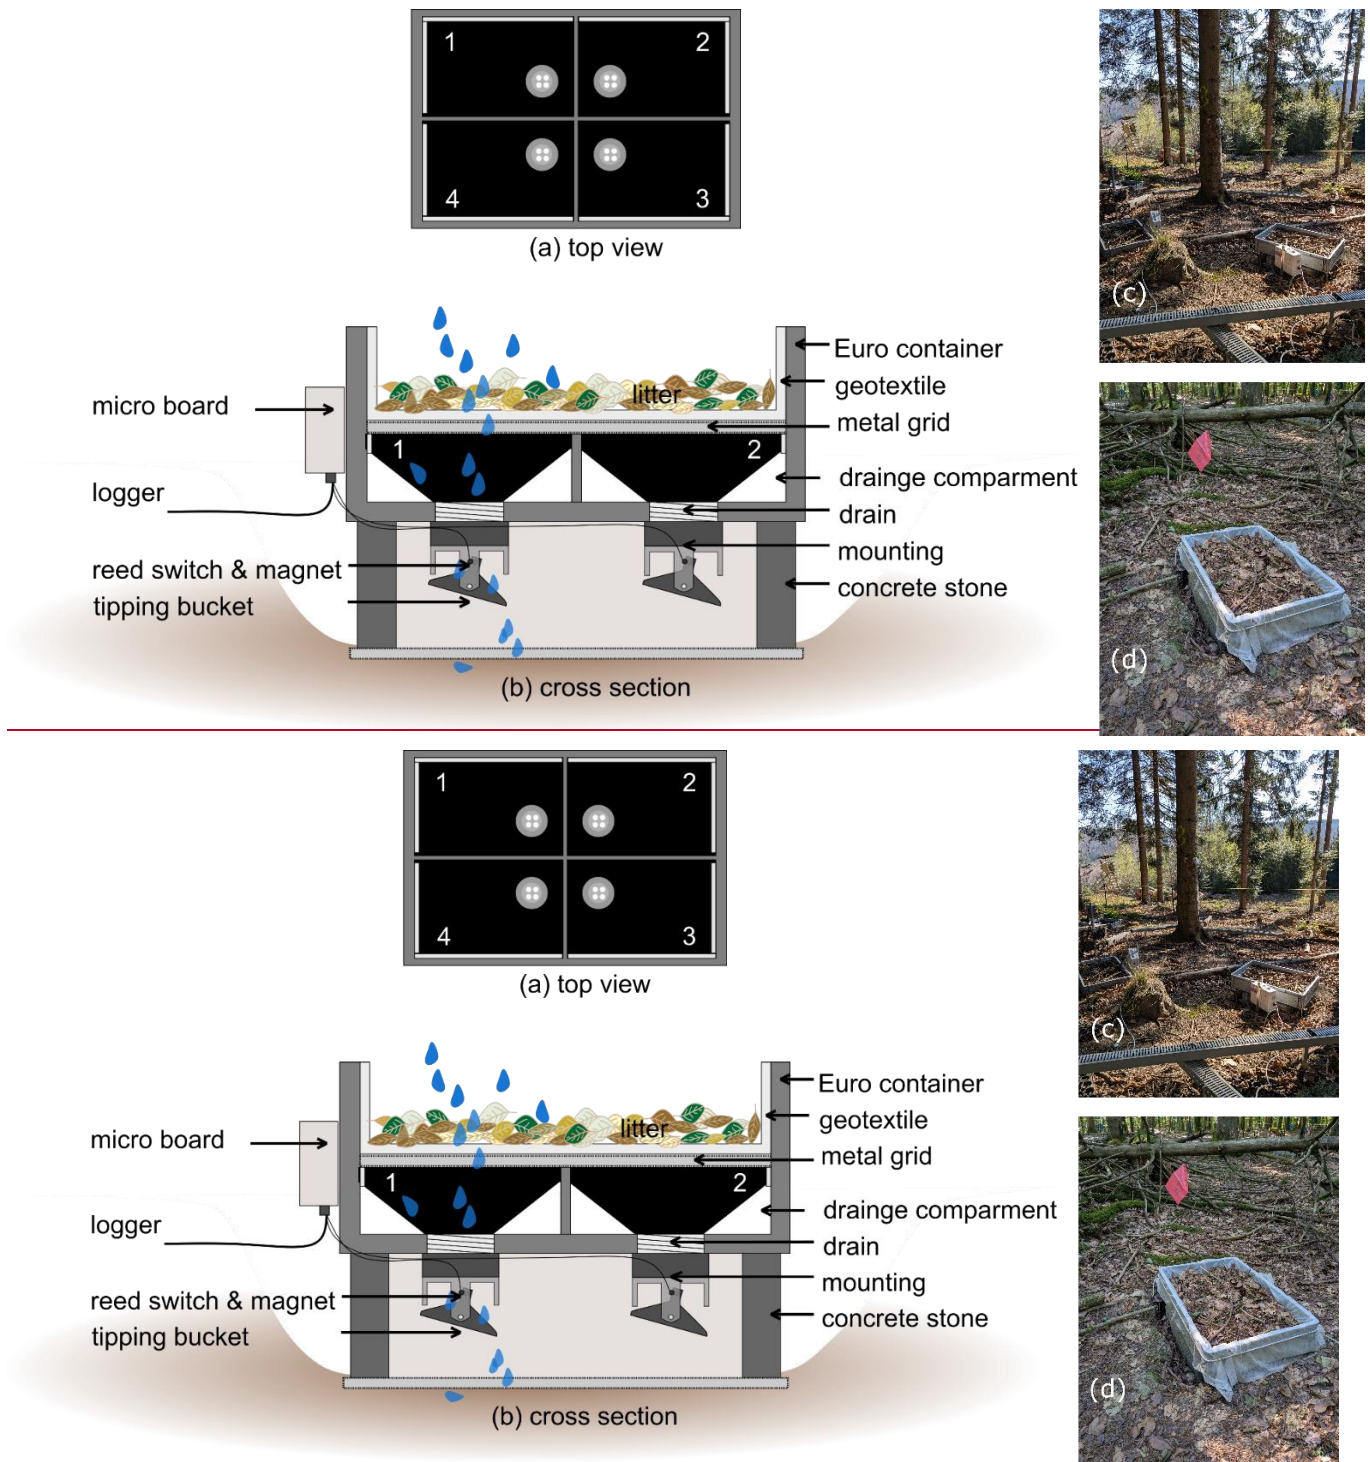 1
2
4
3
(a) top view
(c)
Euro container
geotextile
metal grid
litter
micro board
1
2
drainge comparment
drain
mounting
concrete stone
logger
reed switch & magnet
tipping bucket
(b) cross section
(d)
1
2
4
3
(a) top view
(c)
Euro container
geotextile
metal grid
litter
micro board
1
2
drainge compartment
drain
mounting
concrete stone
logger
reed switch & magnet
tipping bucket
(b) cross section
(d)